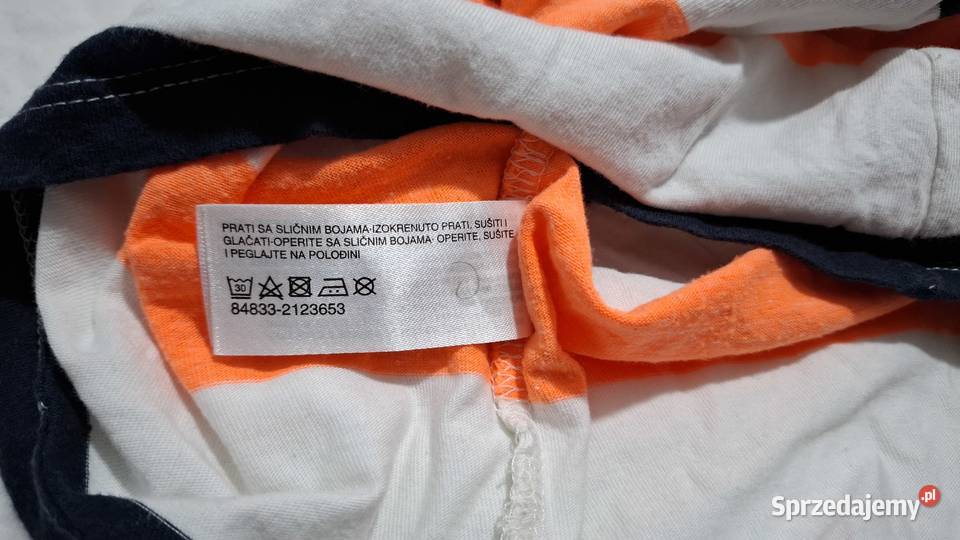 PRATI SA SLIČNIM BOJAMA·IZOKRENUTO PRATI, SUŠITI I
GLAČATI·OPERITE SA SLIČNIM BOJAMA· OPERITE, SUŠITE
I PEGLAJTE NA POLOĐINI
30
84833-2123653
Sprzedajemy.pl